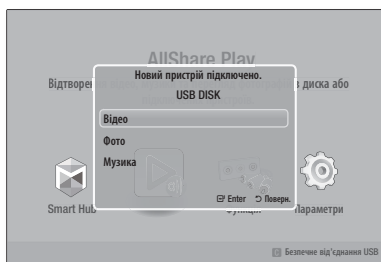 AllShare Play
Новий пристрій підключено.
Відтворе в диска або
USB DISK
Відео
Фото
Музика
Enter Поверн.
Smart Hub Функції Параметри
Безпечне від'єднання USB